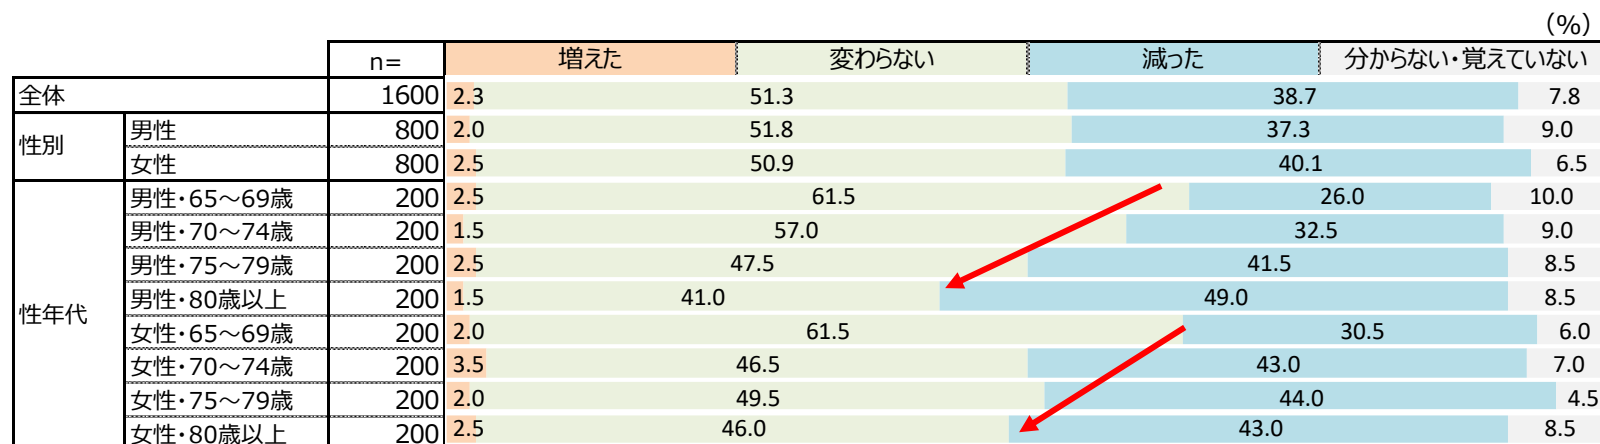 (%)
n= 増えた 変わらない 減った 分からない・覚えていない
全体 1600 2.3 51.3 38.7 7.8
性別 男性 800 2.0 51.8 37.3 9.0
女性 800 2.5 50.9 40.1 6.5
性年代 男性・65～69歳 200 2.5 61.5 26.0 10.0
男性・70～74歳 200 1.5 57.0 32.5 9.0
男性・75～79歳 200 2.5 47.5 41.5 8.5
男性・80歳以上 200 1.5 41.0 49.0 8.5
女性・65～69歳 200 2.0 61.5 30.5 6.0
女性・70～74歳 200 3.5 46.5 43.0 7.0
女性・75～79歳 200 2.0 49.5 44.0 4.5
女性・80歳以上 200 2.5 46.0 43.0 8.5